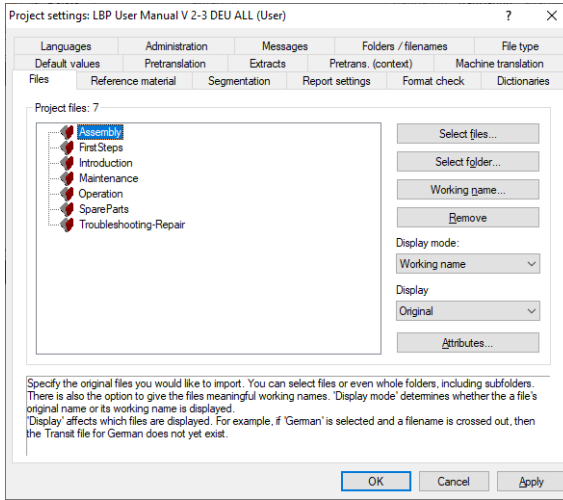 Project settings: LBP User Manual V 2-3 DEU ALL (User)
?
Languages Administration Messages Folders / filenames File type
Default values Pretranslation Extracts Pretrans. (context) Machine translation
Files Reference material Segmentation Report settings Format check Dictionaries
Project files: 7
Assembly
FirstSteps
Introduction
Maintenance
Operation
SpareParts
Troubleshooting-Repair
Select files...
Select folder...
Working name...
Remove
Display mode:
Working name
Display
Original
Attributes...
Specify the original files you would like to import. You can select files or even whole folders, including subfolders.
There is also the option to give the files meaningful working names. 'Display mode' determines whether the a file's
original name or its working name is displayed.
'Display' affects which files are displayed. For example, if 'German' is selected and a filename is crossed out, then
the Transit file for German does not yet exist.
OK Cancel Apply